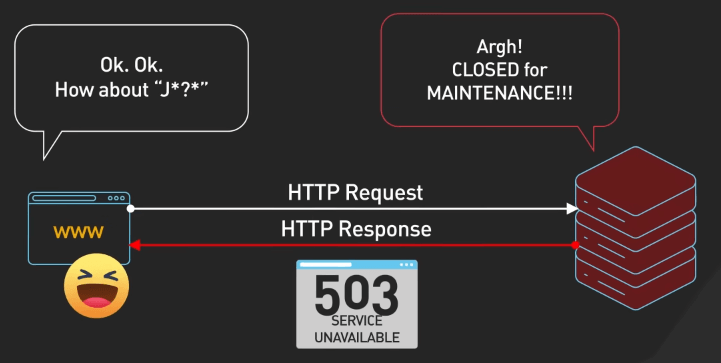 Ok. Ok.
How about “J*?*”
Argh!
CLOSED for
MAINTENANCE!!!
HTTP Request
HTTP Response
www
503
SERVICE
UNAVAILABLE